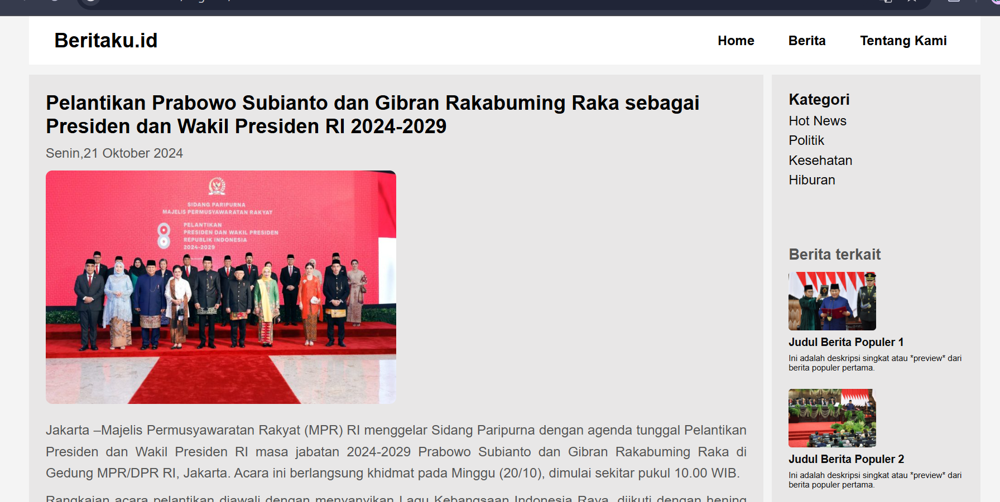 Beritaku.id
Home
Berita
Tentang Kami
Pelantikan Prabowo Subianto dan Gibran Rakabuming Raka sebagai
Presiden dan Wakil Presiden RI 2024-2029
Senin,21 Oktober 2024
SIDANG PARIPURNA
MAJELIS PERMUSYAWARATAN RAKYAT
PELANTIKAN
PRESIDEN DAN WAKIL PRESIDEN
REPUBLIK INDONESIA
2024-2029
Jakarta –Majelis Permusyawaratan Rakyat (MPR) RI menggelar Sidang Paripurna dengan agenda tunggal Pelantikan
Presiden dan Wakil Presiden RI masa jabatan 2024-2029 Prabowo Subianto dan Gibran Rakabuming Raka di
Gedung MPR/DPR RI, Jakarta. Acara ini berlangsung khidmat pada Minggu (20/10), dimulai sekitar pukul 10.00 WIB.
Rangkaian acara pelantikan diawali dengan menyanyikan Lagu Kebangsaan Indonesia Raya, diikuti dengan hening
Kategori
Hot News
Politik
Kesehatan
Hiburan
Berita terkait
Judul Berita Populer 1
Ini adalah deskripsi singkat atau *preview* dari
berita populer pertama.
Judul Berita Populer 2
Ini adalah deskripsi singkat atau *preview* dari
berita populer pertama.